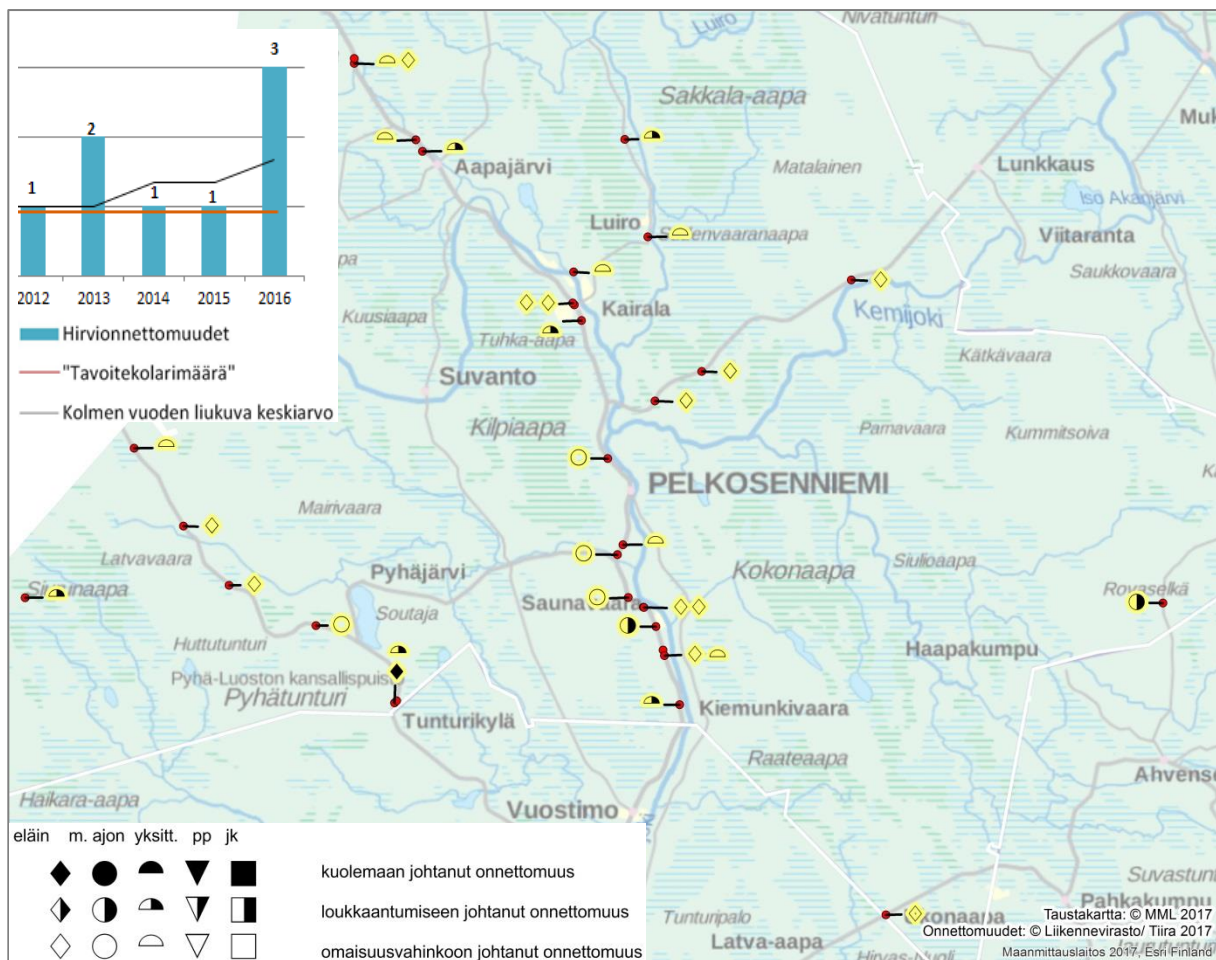 3
2
1
1
1
2012 2013 2014 2015 2016
Hirvionnettomuudet
"Tavoitekolarimäärä"
Kolmen vuoden liukuva keskiarvo
Luiro
Nivatunturi
Sakkala-aapa
Matalainen
Lunkkaus
Aapajärvi
Iso Akanjärvi
Luiro
Viitaranta
Saukkovaara
Kuusiaapa
Kairala
Kemijoki
Tuhka-aapa
Kätkävaara
Suvanto
Kilpiaapa
Parnavaara
Kummitsoiva
PELKOSENNIEMI
Mairivaara
Latvavaara
Pyhäjärvi
Kokonaapa
Siulioaapa
Rovaselkä
Soutaja
Saunavaara
Huttutunturi
Haapakumpu
Pyhä-Luoston kansallispuisto
Pyhätunturi
Tunturikylä
Kiemunkivaara
Raateaapa
Haikara-aapa
Vuostimo
eläin m. ajon yksitt. pp jk
kuolemaan johtanut onnettomuus
loukkaantumiseen johtanut onnettomuus
omaisuusvahinkoon johtanut onnettomuus
Pahkakumpu
Tunturipalo
Latva-aapa
Taustakartta: © MML 2017
Onnettomuudet: © Liikennevirasto/ Tiira 2017
Maanmittauslaitos 2017, Esri Finland